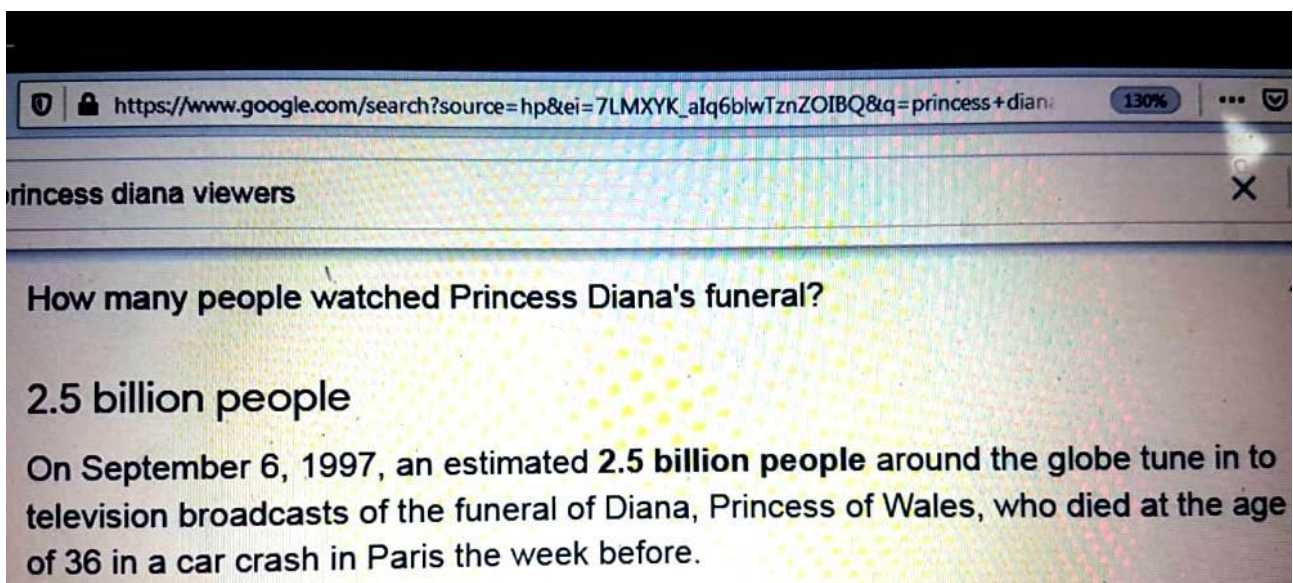 https://www.google.com/search?source=hp&ei=7LMXYK_aIq6blwTznZOIBQ&q=princess+dian
130%
rincess diana viewers
How many people watched Princess Diana's funeral?
2.5 billion people
On September 6, 1997, an estimated 2.5 billion people around the globe tune in to
television broadcasts of the funeral of Diana, Princess of Wales, who died at the age
of 36 in a car crash in Paris the week before.